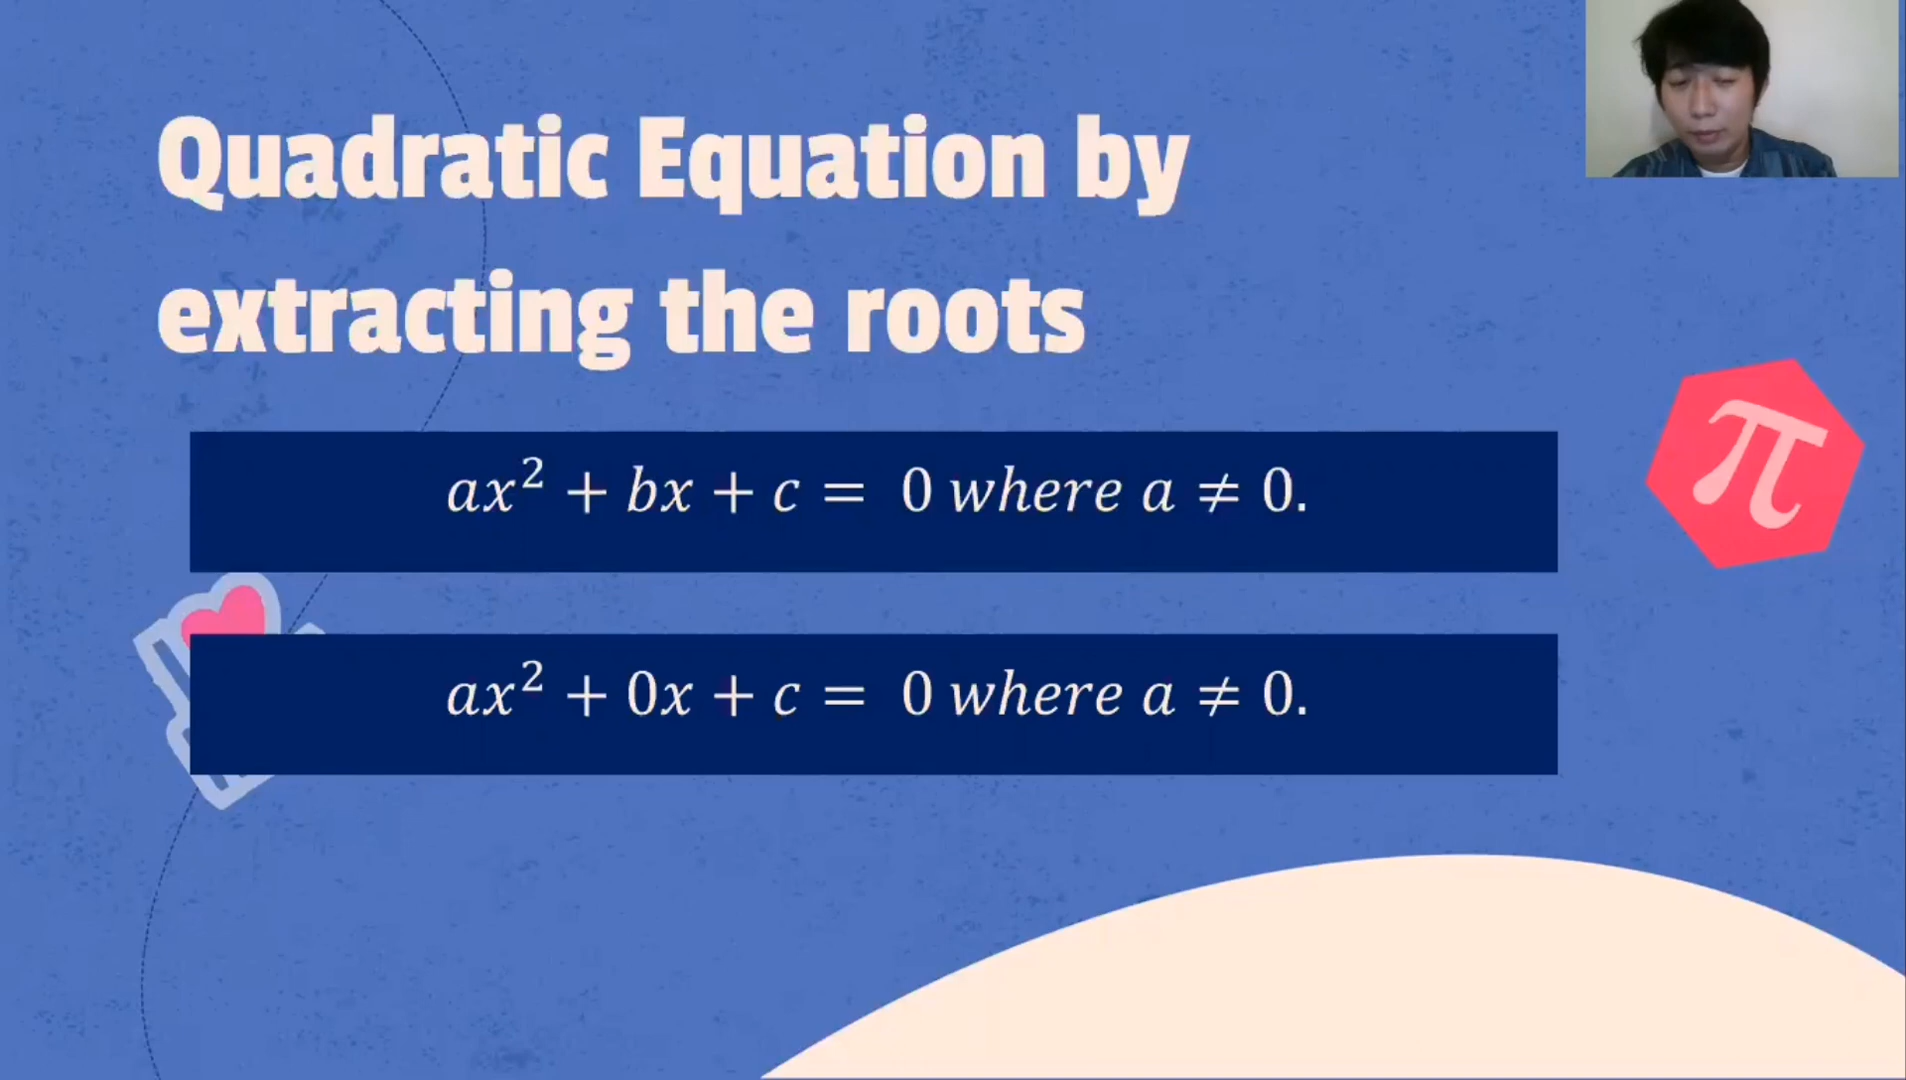 Quadratic Equation by
extracting the roots
π
ax² + bx + c = 0 where a ≠ 0.
ax² + 0x + c = 0 where a ≠ 0.